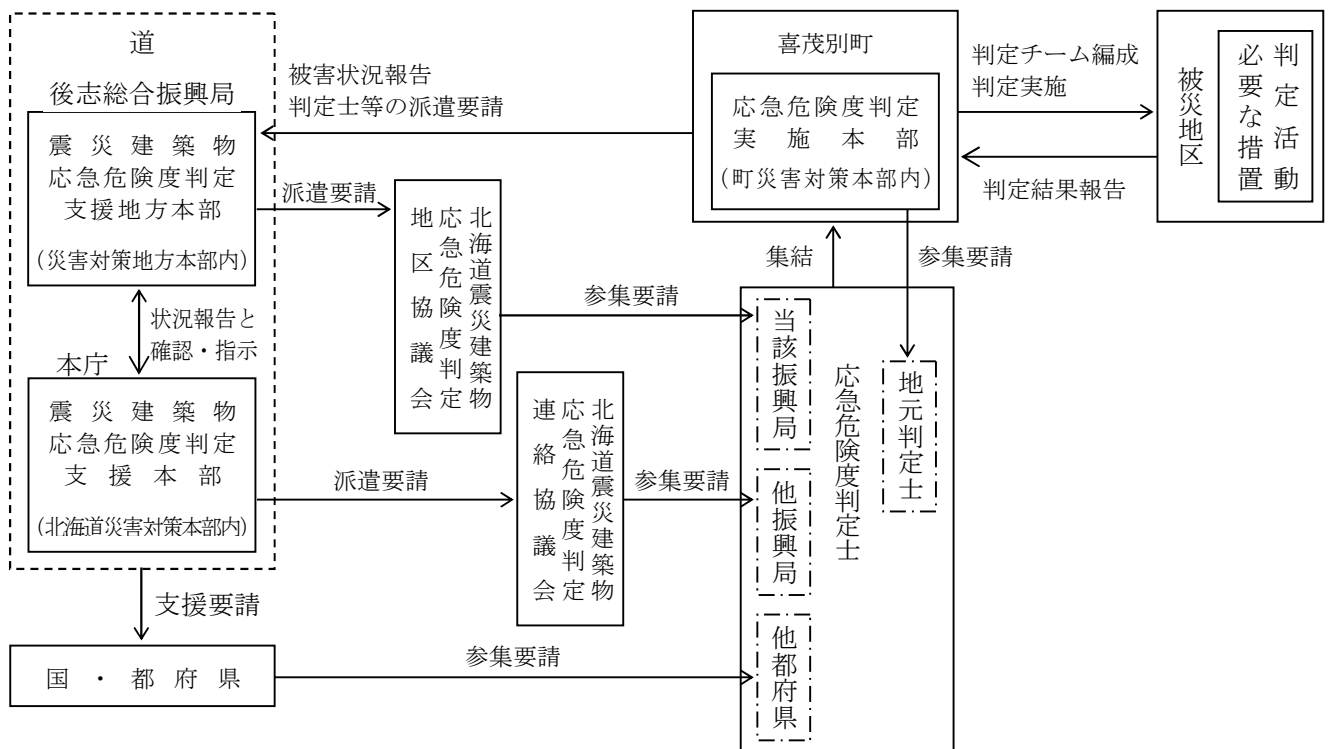 道
後志総合振興局
震災建築物
応急危険度判定
支援地方本部
(災害対策地方本部内)
状況報告と
確認・指示
本庁
震災建築物
応急危険度判定
支援本部
(北海道災害対策本部内)
支援要請
国・都府県
被害状況報告
判定士等の派遣要請
派遣要請
北海道震災建築物
応急危険度判定
地区協議会
参集要請
派遣要請
北海道震災建築物
応急危険度判定
連絡協議会
参集要請
参集要請
喜茂別町
応急危険度判定
実施本部
(町災害対策本部内)
集結
参集要請
当該振興局
他振興局
他都府県
応急危険度判定士
地元判定士
判定チーム編成
判定実施
判定結果報告
被災地区
判定活動
必要な措置